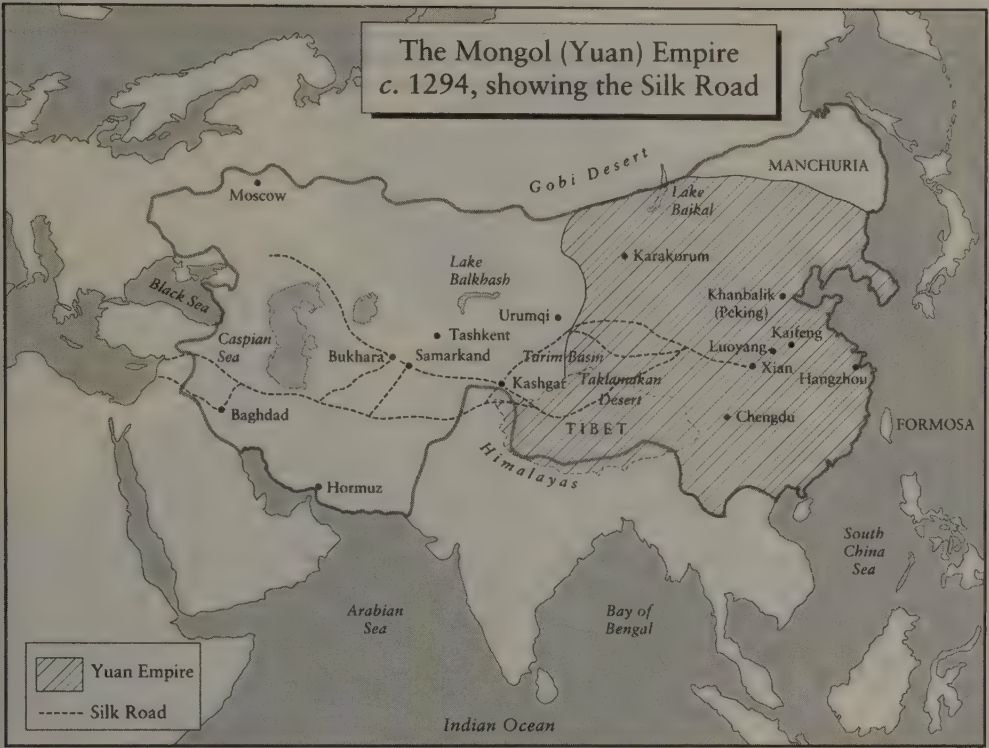 The Mongol (Yuan) Empire
c. 1294, showing the Silk Road
Gobi Desert
MANCHURIA
Moscow
Lake
Baikal
Karakorum
Lake
Balkhash
Black Sea
Khanbalik
(Peking)
Urumqi
Kaifeng
Caspian
Sea
Tashkent
Luoyang
Bukhara
Samarkand
Tarim Basin
Xian
Kashgar
Taklamakan
Desert
Hangzhou
Baghdad
Chengdu
TIBET
FORMOSA
Himalayas
Hormuz
South
China
Sea
Arabian
Sea
Bay of
Bengal
Yuan Empire
Silk Road
Indian Ocean